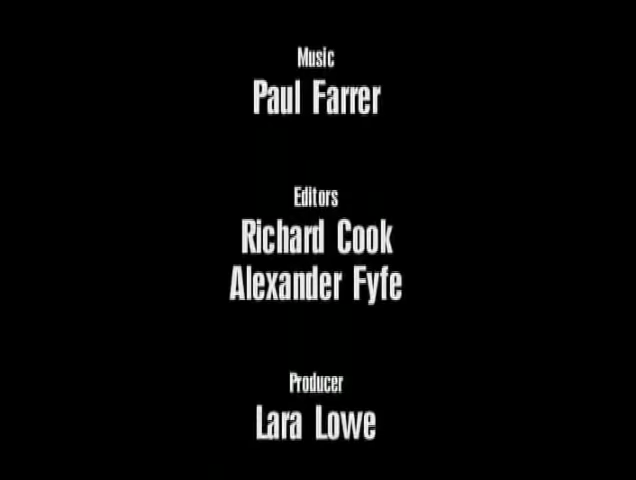 Music
Paul Farrer
Editors
Richard Cook
Alexander Fyfe
Producer
Lara Lowe